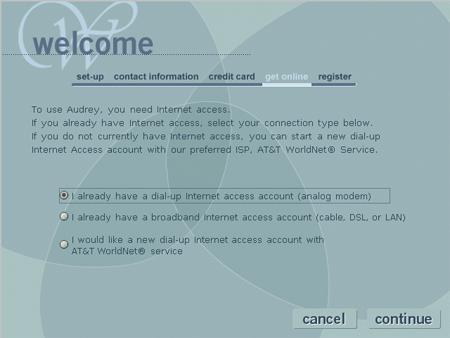 welcome
set-up contact information credit card get online register
To use Audrey, you need Internet access.
If you already have Internet access, select your connection type below.
If you do not currently have Internet access, you can start a new dial-up
Internet Access account with our preferred ISP, AT&T WorldNet® Service.
I already have a dial-up Internet access account (analog modem)
I already have a broadband Internet access account (cable, DSL, or LAN)
I would like a new dial-up Internet access account with
AT&T WorldNet® service
cancel continue